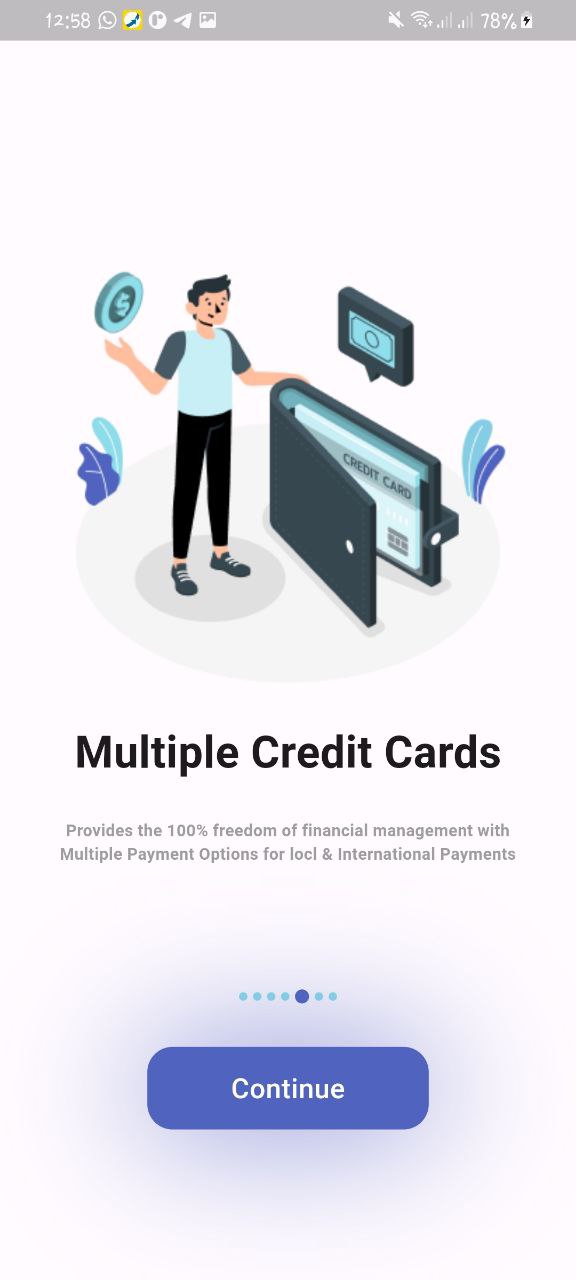 12:58
78%
$
CREDIT CARD
Multiple Credit Cards
Provides the 100% freedom of financial management with
Multiple Payment Options for locl & International Payments
Continue